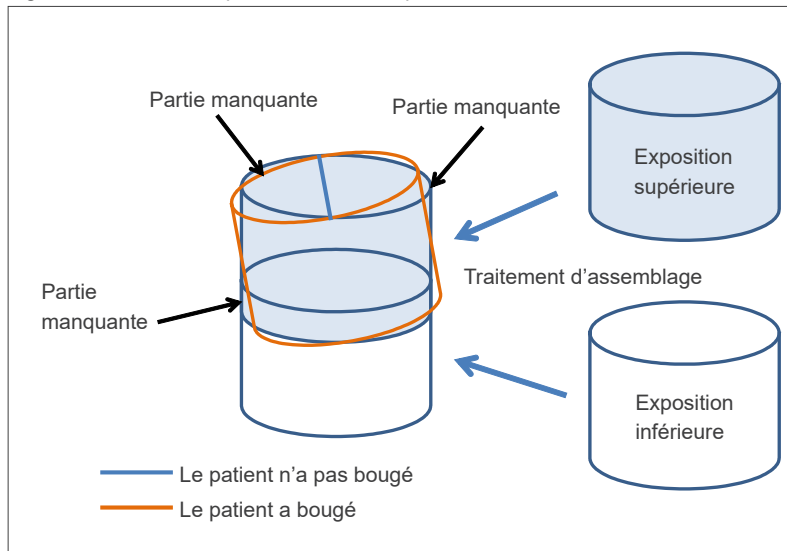 Partie manquante
Partie manquante
Exposition
supérieure
Traitement d’assemblage
Partie
manquante
Exposition
inférieure
Le patient n’a pas bougé
Le patient a bougé